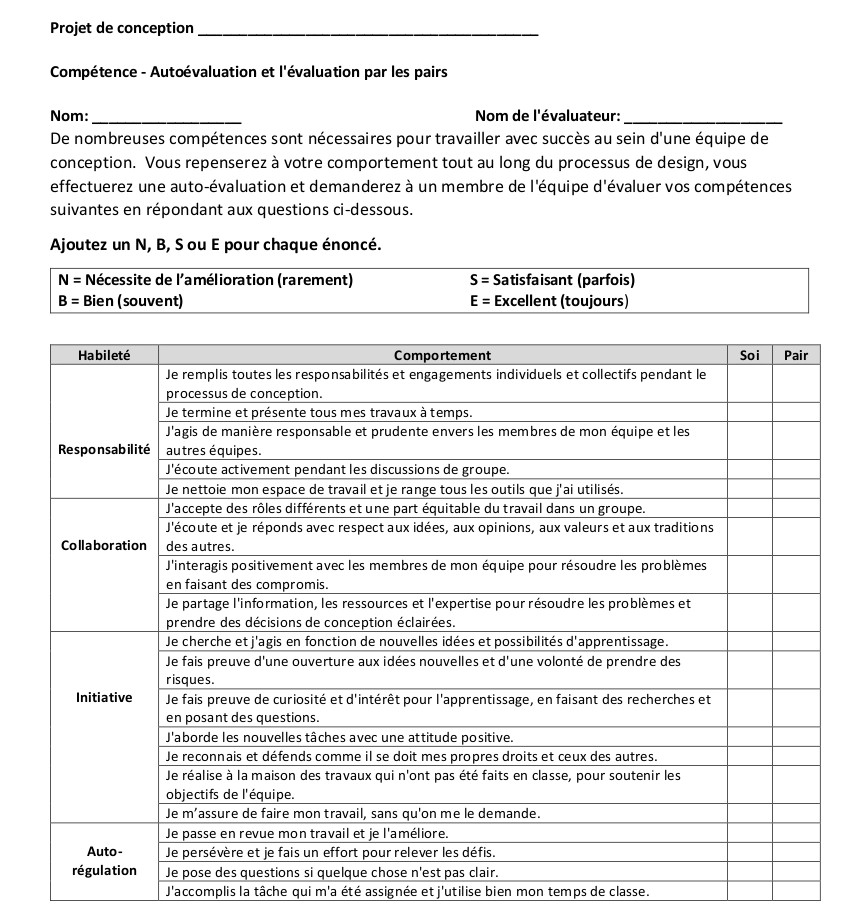 Projet de conception ________________________________________
Compétence - Autoévaluation et l'évaluation par les pairs
Nom: __________________ Nom de l'évaluateur: ___________________
De nombreuses compétences sont nécessaires pour travailler avec succès au sein d'une équipe de
conception.  Vous repenserez à votre comportement tout au long du processus de design, vous
effectuerez une auto-évaluation et demanderez à un membre de l'équipe d'évaluer vos compétences
suivantes en répondant aux questions ci-dessous.
Ajoutez un N, B, S ou E pour chaque énoncé.
N = Nécessite de l’amélioration (rarement) S = Satisfaisant (parfois)
B = Bien (souvent) E = Excellent (toujours)
Habileté Comportement Soi Pair
Je remplis toutes les responsabilités et engagements individuels et collectifs pendant le
processus de conception.
Je termine et présente tous mes travaux à temps.
J'agis de manière responsable et prudente envers les membres de mon équipe et les
Responsabilité autres équipes.
J'écoute activement pendant les discussions de groupe.
Je nettoie mon espace de travail et je range tous les outils que j'ai utilisés.
J'accepte des rôles différents et une part équitable du travail dans un groupe.
J'écoute et je réponds avec respect aux idées, aux opinions, aux valeurs et aux traditions
Collaboration des autres.
J'interagis positivement avec les membres de mon équipe pour résoudre les problèmes
en faisant des compromis.
Je partage l'information, les ressources et l'expertise pour résoudre les problèmes et
prendre des décisions de conception éclairées.
Je cherche et j'agis en fonction de nouvelles idées et possibilités d'apprentissage.
Je fais preuve d'une ouverture aux idées nouvelles et d'une volonté de prendre des
risques.
Initiative Je fais preuve de curiosité et d'intérêt pour l'apprentissage, en faisant des recherches et
en posant des questions.
J'aborde les nouvelles tâches avec une attitude positive.
Je reconnais et défends comme il se doit mes propres droits et ceux des autres.
Je réalise à la maison des travaux qui n'ont pas été faits en classe, pour soutenir les
objectifs de l'équipe.
Je m’assure de faire mon travail, sans qu'on me le demande.
Je passe en revue mon travail et je l'améliore.
Auto- Je persévère et je fais un effort pour relever les défis.
régulation Je pose des questions si quelque chose n'est pas clair.
J'accomplis la tâche qui m'a été assignée et j'utilise bien mon temps de classe.